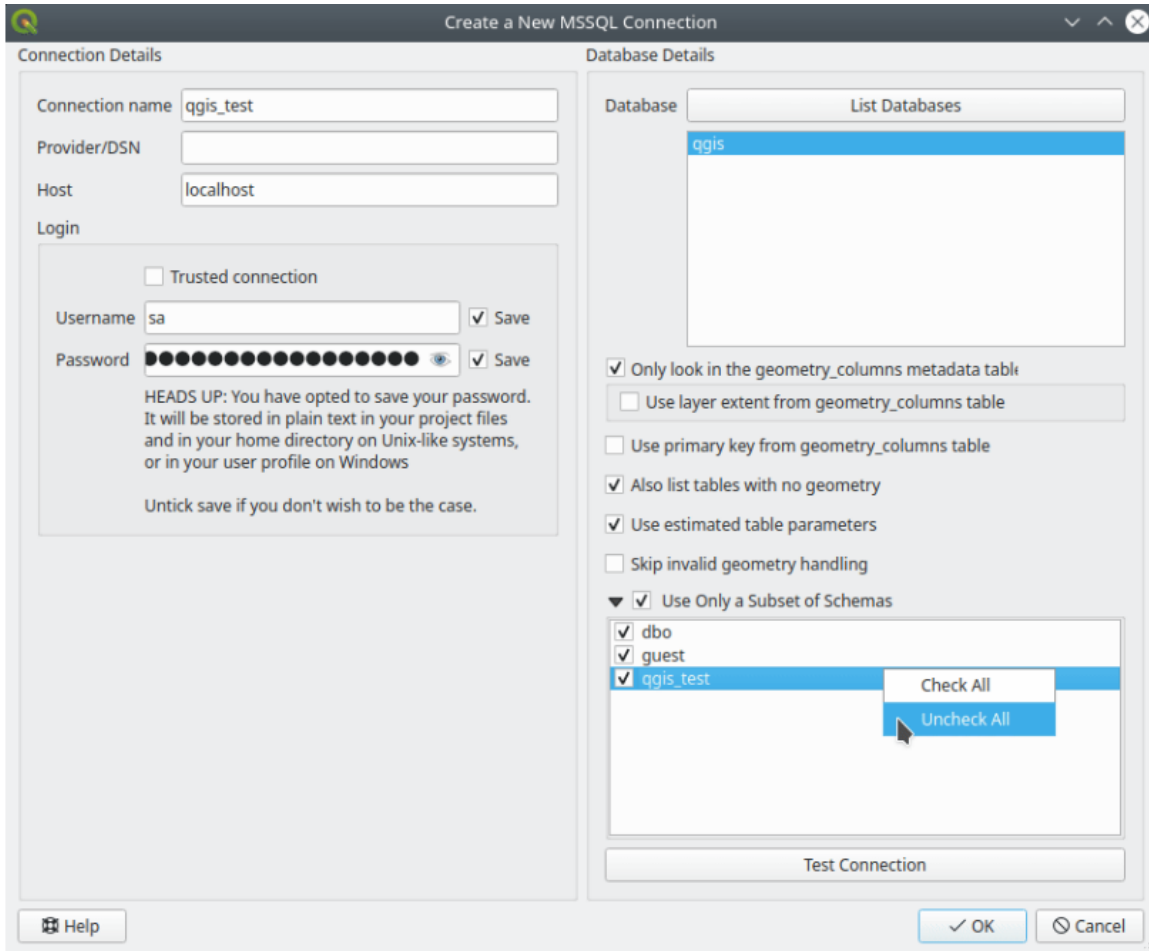 Create a New MSSQL Connection
Connection Details
Connection name qgis_test
Provider/DSN
Host localhost
Login
Trusted connection
Username sa Save
Password Save
HEADS UP: You have opted to save your password.
It will be stored in plain text in your project files
and in your home directory on Unix-like systems,
or in your user profile on Windows
Untick save if you don't wish to be the case.
Database Details
Database List Databases
qgis
Only look in the geometry_columns metadata table
Use layer extent from geometry_columns table
Use primary key from geometry_columns table
Also list tables with no geometry
Use estimated table parameters
Skip invalid geometry handling
Use Only a Subset of Schemas
dbo
guest
qgis_test
Check All
Uncheck All
Test Connection
Help
OK
Cancel